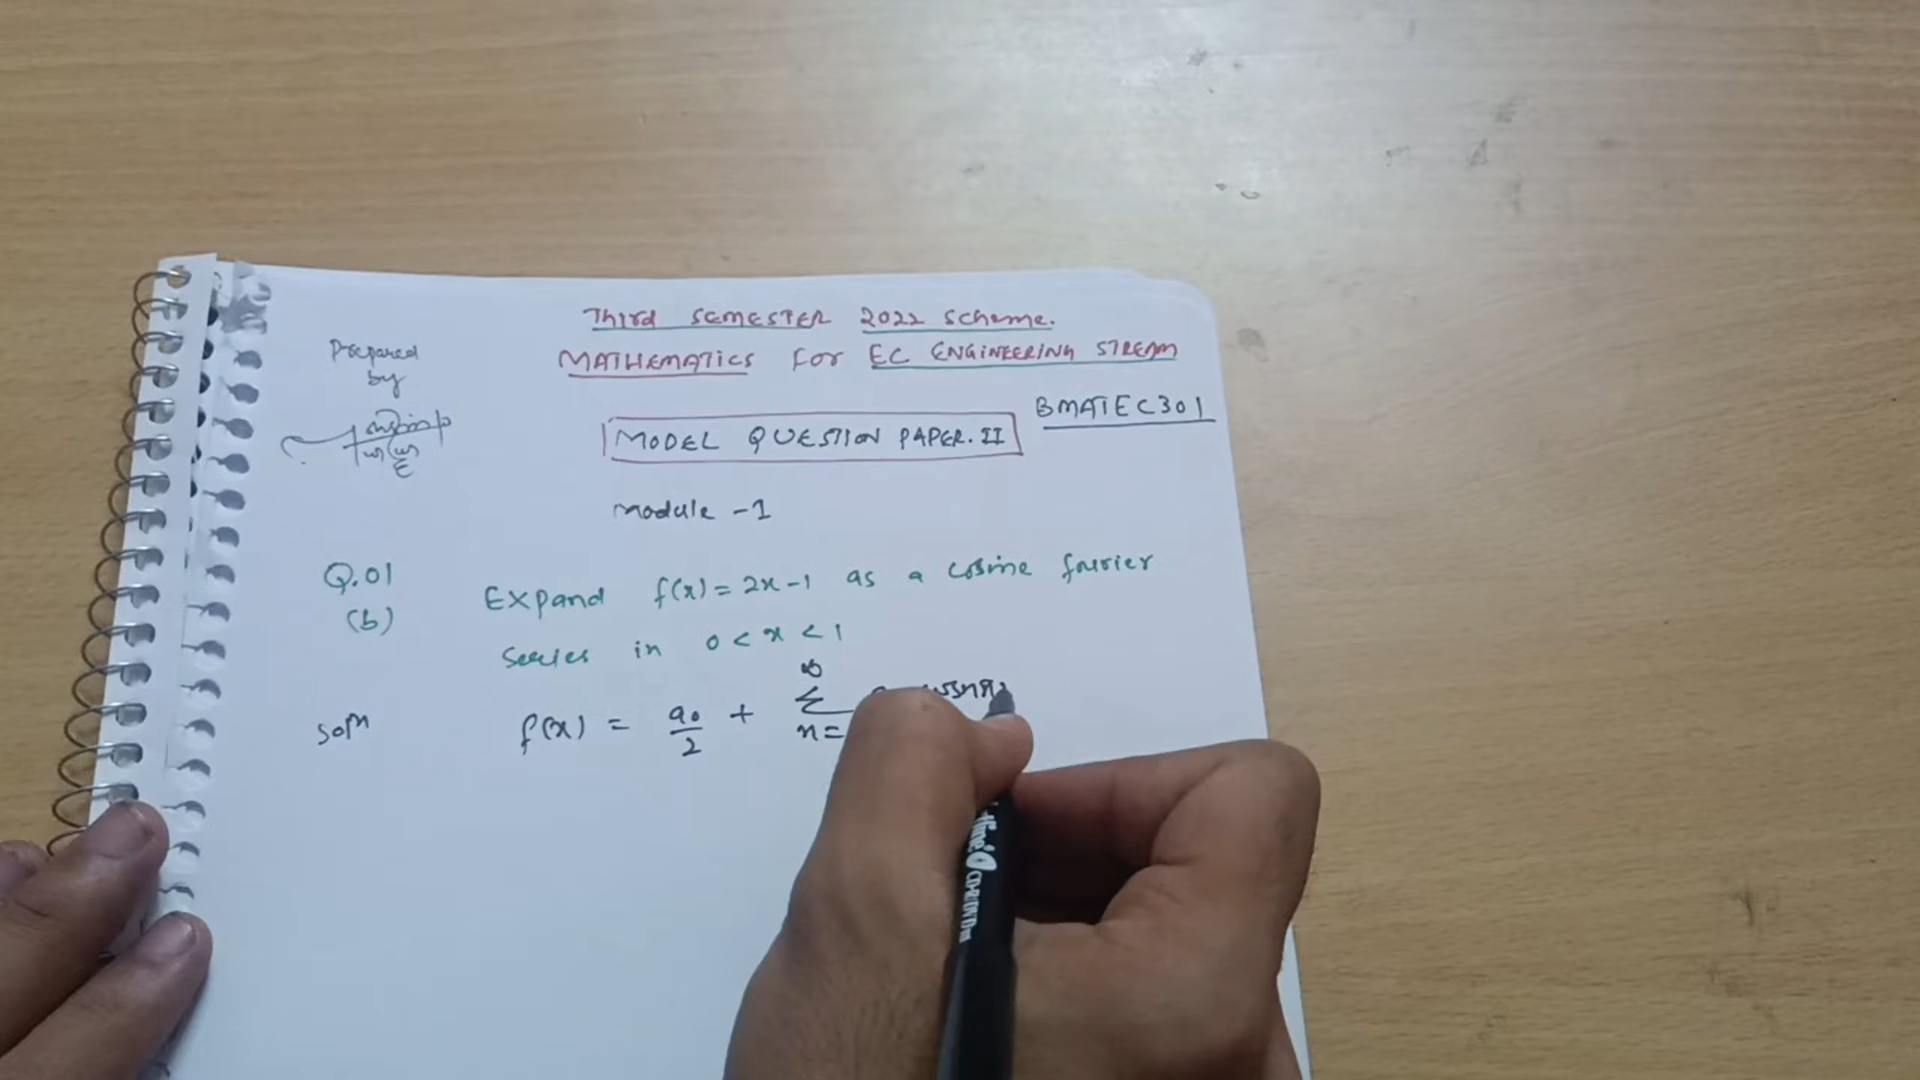 Third SEMESTER 2022 Scheme.
MATHEMATICS For EC ENGINEERING STREAM
Prepared
by
BMATEC301
MODEL QUESTION PAPER. II
Module - 1
Q.01
(b)
Expand f(x) = 2x-1 as a cosine fourier
series in 0 < x < 1
Soln f(x) = a₀/2 + ∞ Σ n= cosnπ